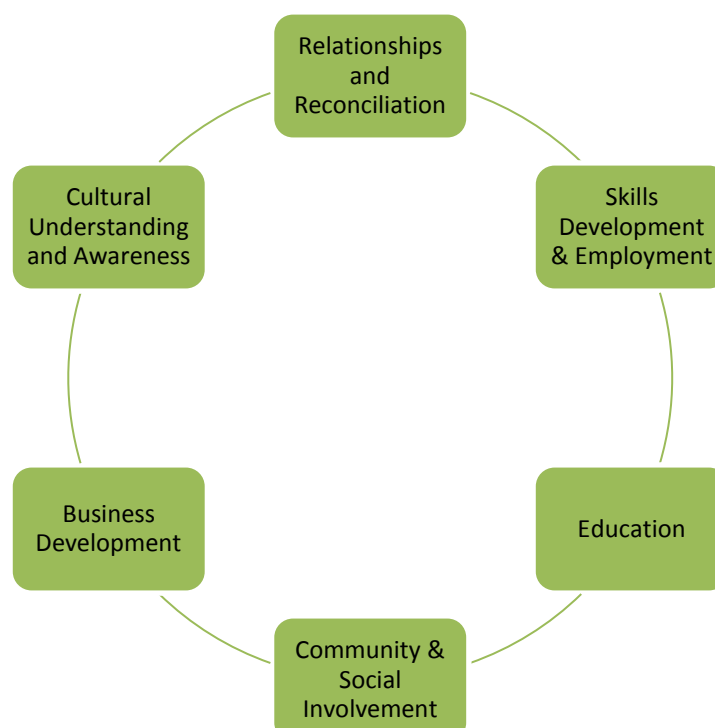 Relationships
and
Reconciliation
Skills
Development
& Employment
Education
Community &
Social
Involvement
Business
Development
Cultural
Understanding
and Awareness